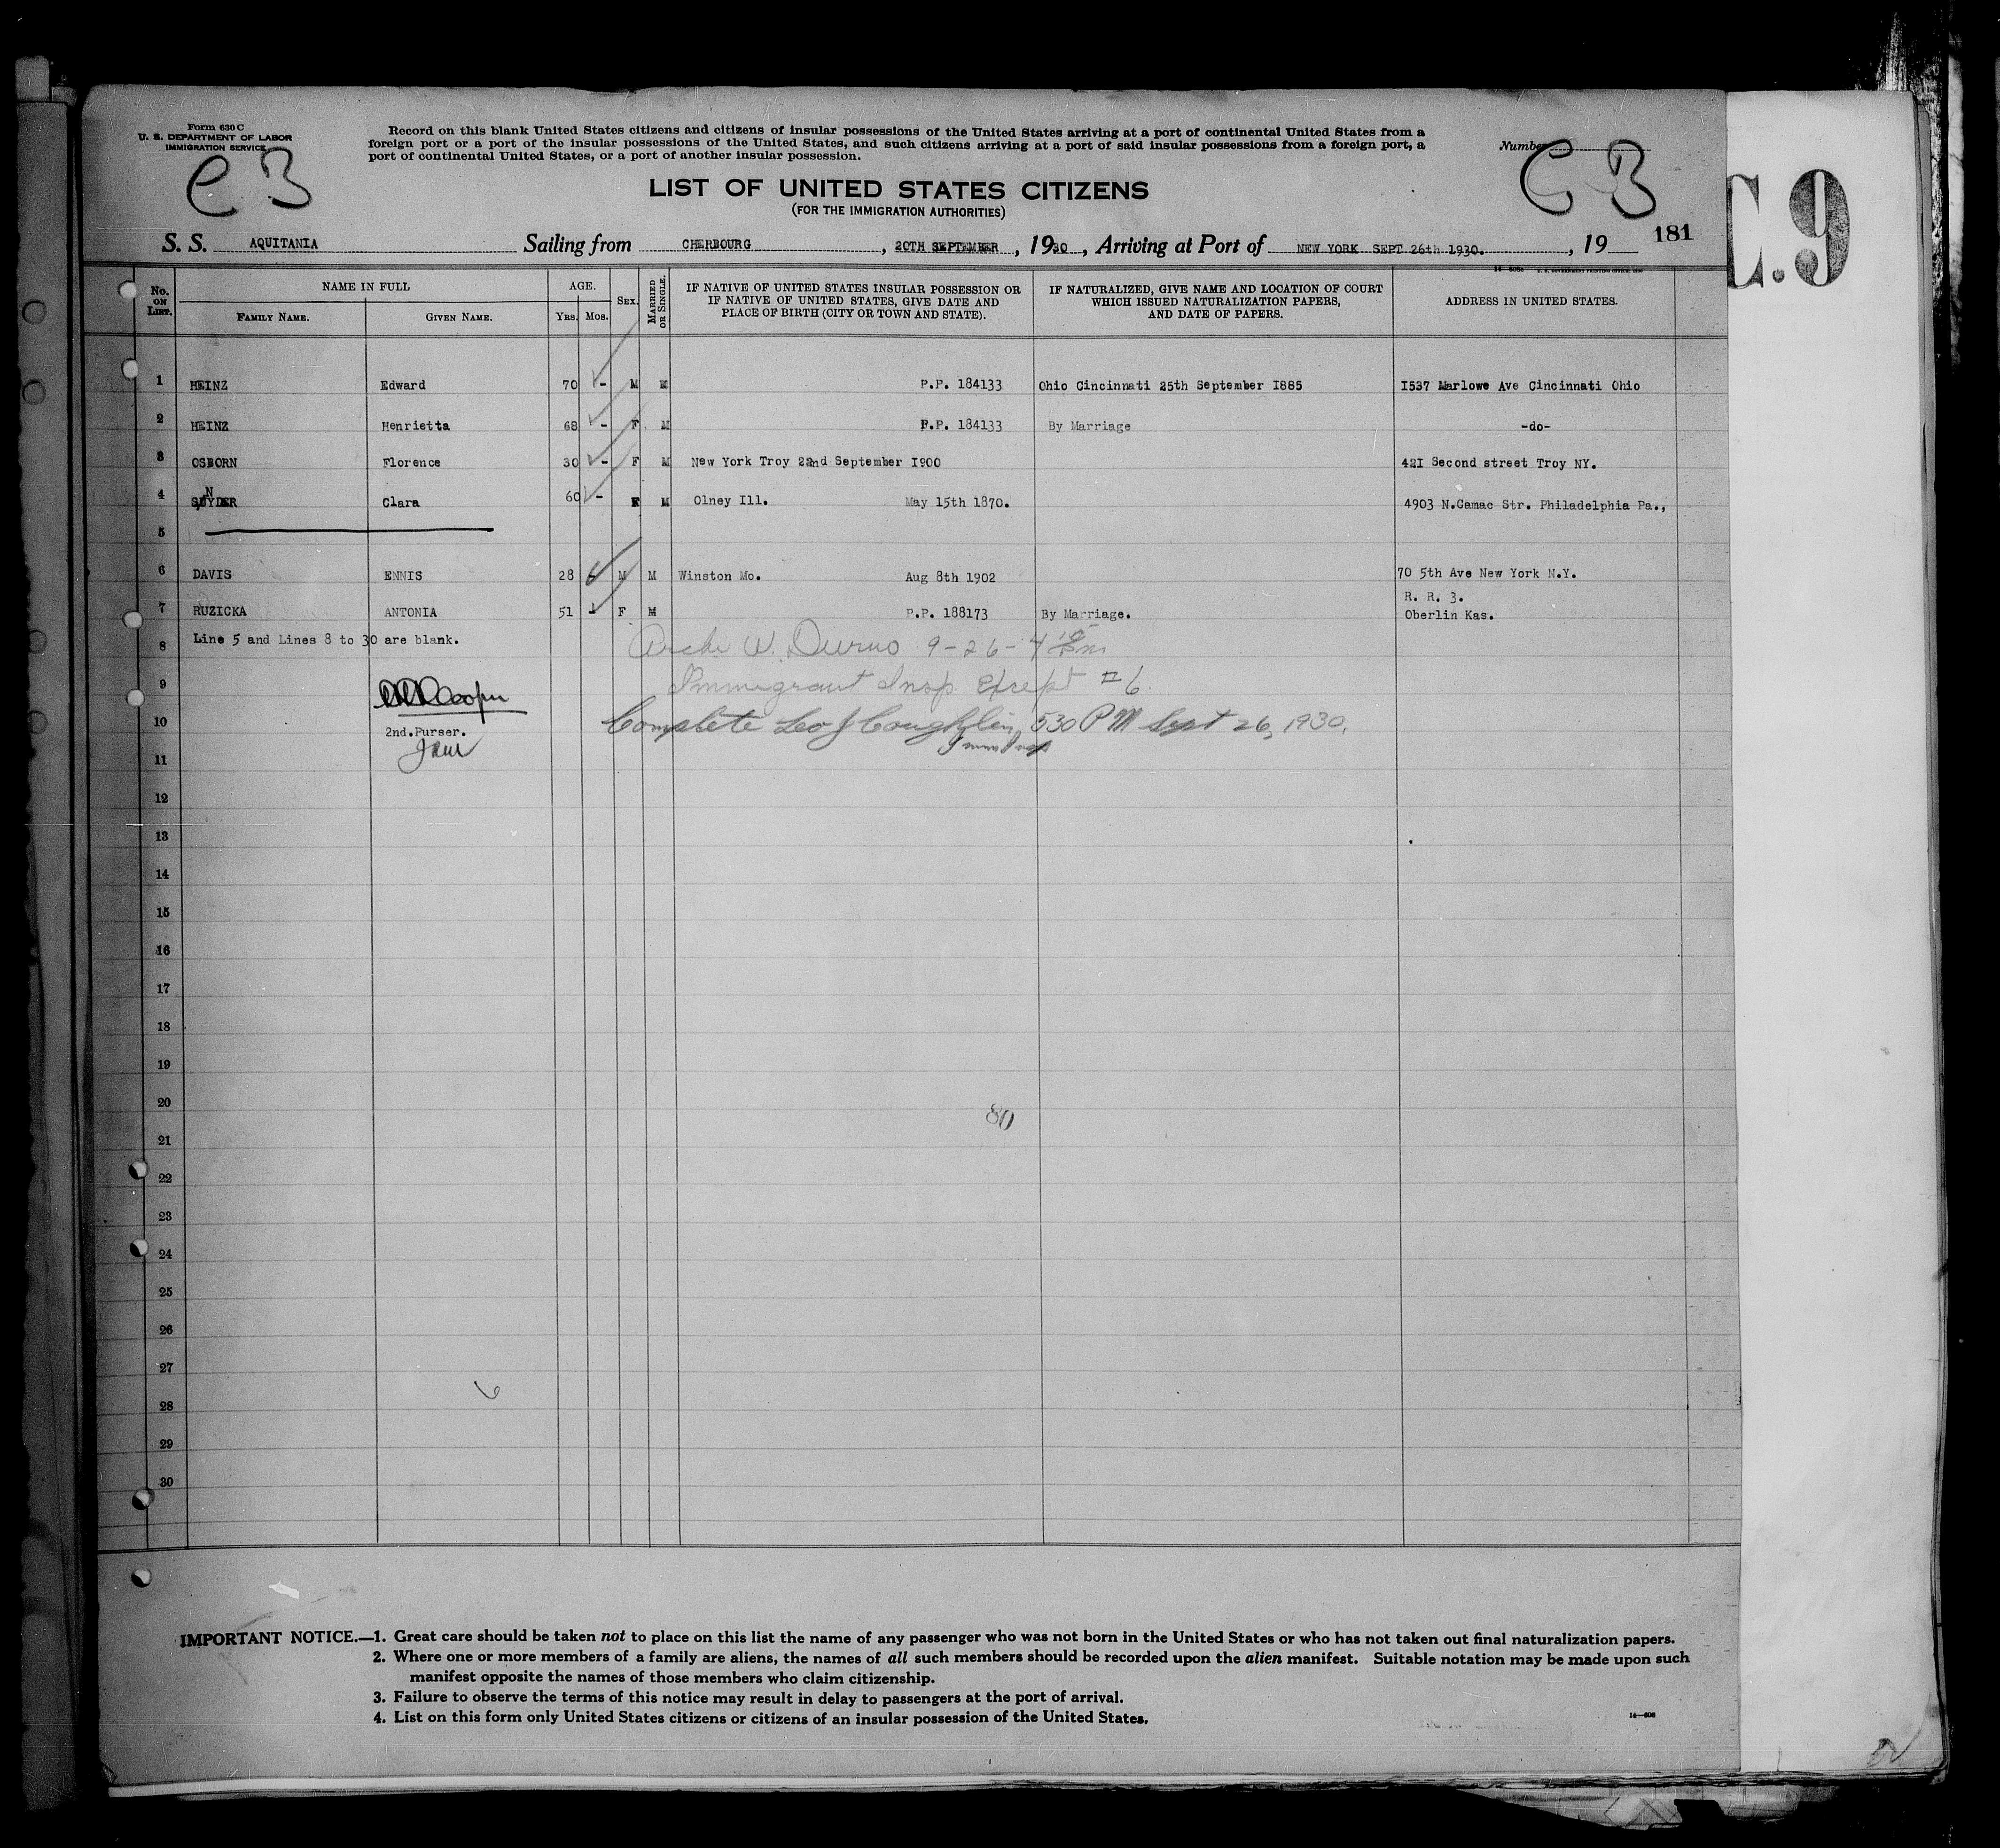 Form 630 C
U. S. DEPARTMENT OF LABOR
IMMIGRATION SERVICE
Record on this blank United States citizens and citizens of insular possessions of the United States arriving at a port of continental United States from a
foreign port or a port of the insular possessions of the United States, and such citizens arriving at a port of said insular possessions from a foreign port, a
port of continental United States, or a port of another insular possession.
Number
C B
C B
C.9
LIST OF UNITED STATES CITIZENS
(FOR THE IMMIGRATION AUTHORITIES)
S. S. AQUITANIA Sailing from CHERBOURG , 20TH SEPTEMBER , 1930 , Arriving at Port of NEW YORK SEPT 26th 1930. , 19 181
No. ON LIST. NAME IN FULL FAMILY NAME. GIVEN NAME. AGE. YRS. MOS. SEX. MARRIED OR SINGLE. IF NATIVE OF UNITED STATES INSULAR POSSESSION OR IF NATIVE OF UNITED STATES, GIVE DATE AND PLACE OF BIRTH (CITY OR TOWN AND STATE). IF NATURALIZED, GIVE NAME AND LOCATION OF COURT WHICH ISSUED NATURALIZATION PAPERS, AND DATE OF PAPERS. ADDRESS IN UNITED STATES.
1 HEINZ Edward 70 - M M P.P. 184133 Ohio Cincinnati 25th September 1885 1537 Marlowe Ave Cincinnati Ohio
2 HEINZ Henrietta 68 - F M P.P. 184133 By Marriage -do-
3 OSBORN Florence 30 - F M New York Troy 22nd September 1900 421 Second street Troy NY.
4 SNYDER Clara 60 - F M Olney Ill. May 15th 1870. 4903 N.Camac Str. Philadelphia Pa.,
5
6 DAVIS ENNIS 28 - M M Winston Mo. Aug 8th 1902 70 5th Ave New York N.Y.
R. R. 3.
7 RUZICKA ANTONIA 51 - F M P.P. 188173 By Marriage. Oberlin Kas.
8 Line 5 and Lines 8 to 30 are blank. W. Durno 9-26-
9 Cooper Immigrant Insp. Except #6.
10 2nd.Purser. Complete Leo J Coughlin 530 PM Sept 26, 1930.
Immr Insp
11
12
13
14
15
16
17
18
19
20
80
21
22
23
24
25
26
27
28
29
30
IMPORTANT NOTICE.—1. Great care should be taken not to place on this list the name of any passenger who was not born in the United States or who has not taken out final naturalization papers.
2. Where one or more members of a family are aliens, the names of all such members should be recorded upon the alien manifest. Suitable notation may be made upon such
manifest opposite the names of those members who claim citizenship.
3. Failure to observe the terms of this notice may result in delay to passengers at the port of arrival.
4. List on this form only United States citizens or citizens of an insular possession of the United States.